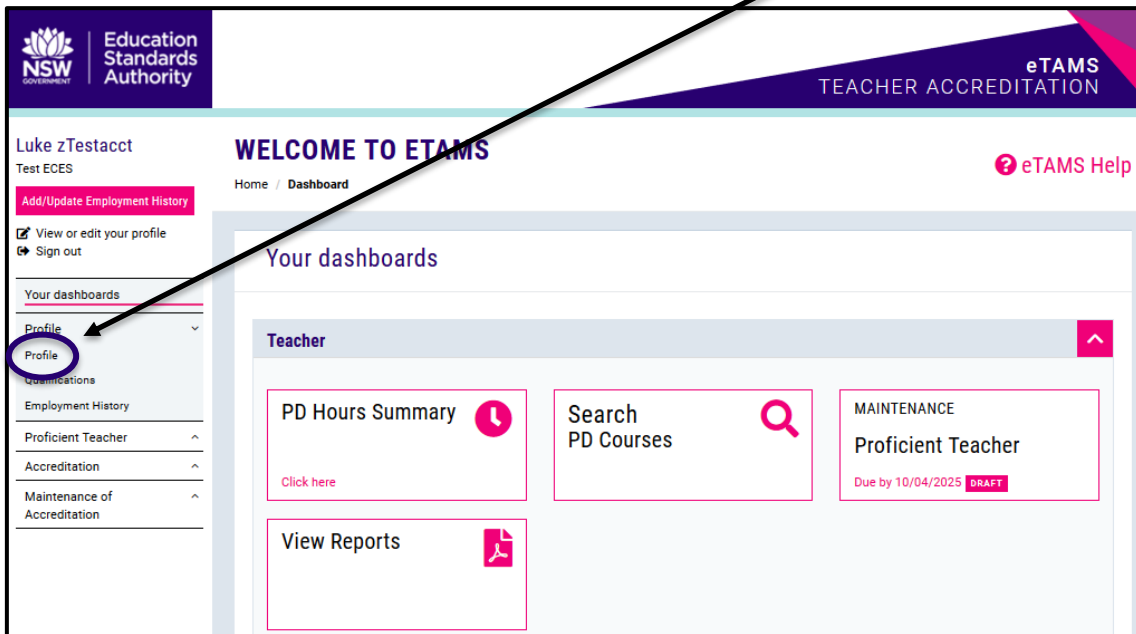 NSW
GOVERNMENT
Education
Standards
Authority
eTAMS
TEACHER ACCREDITATION
Luke zTestacct
Test ECES
Add/Update Employment History
View or edit your profile
Sign out
Your dashboards
Profile
Profile
Qualifications
Employment History
Proficient Teacher
Accreditation
Maintenance of
Accreditation
WELCOME TO ETAMS
Home / Dashboard
eTAMS Help
Your dashboards
Teacher
PD Hours Summary
Click here
Search
PD Courses
MAINTENANCE
Proficient Teacher
Due by 10/04/2025 DRAFT
View Reports